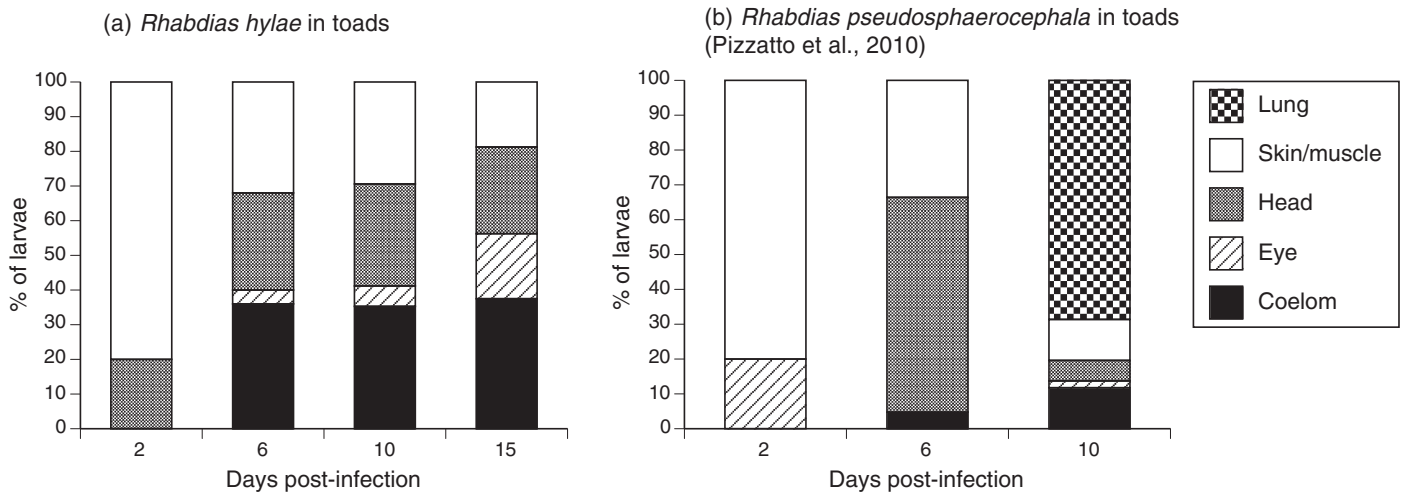 (a) Rhabdias hylae in toads
100
90
80
70
60
50
40
30
20
10
0
% of larvae
2 6 10 15
Days post-infection
(b) Rhabdias pseudosphaerocephala in toads
(Pizzatto et al., 2010)
100
90
80
70
60
50
40
30
20
10
0
% of larvae
2 6 10
Days post-infection
Lung
Skin/muscle
Head
Eye
Coelom